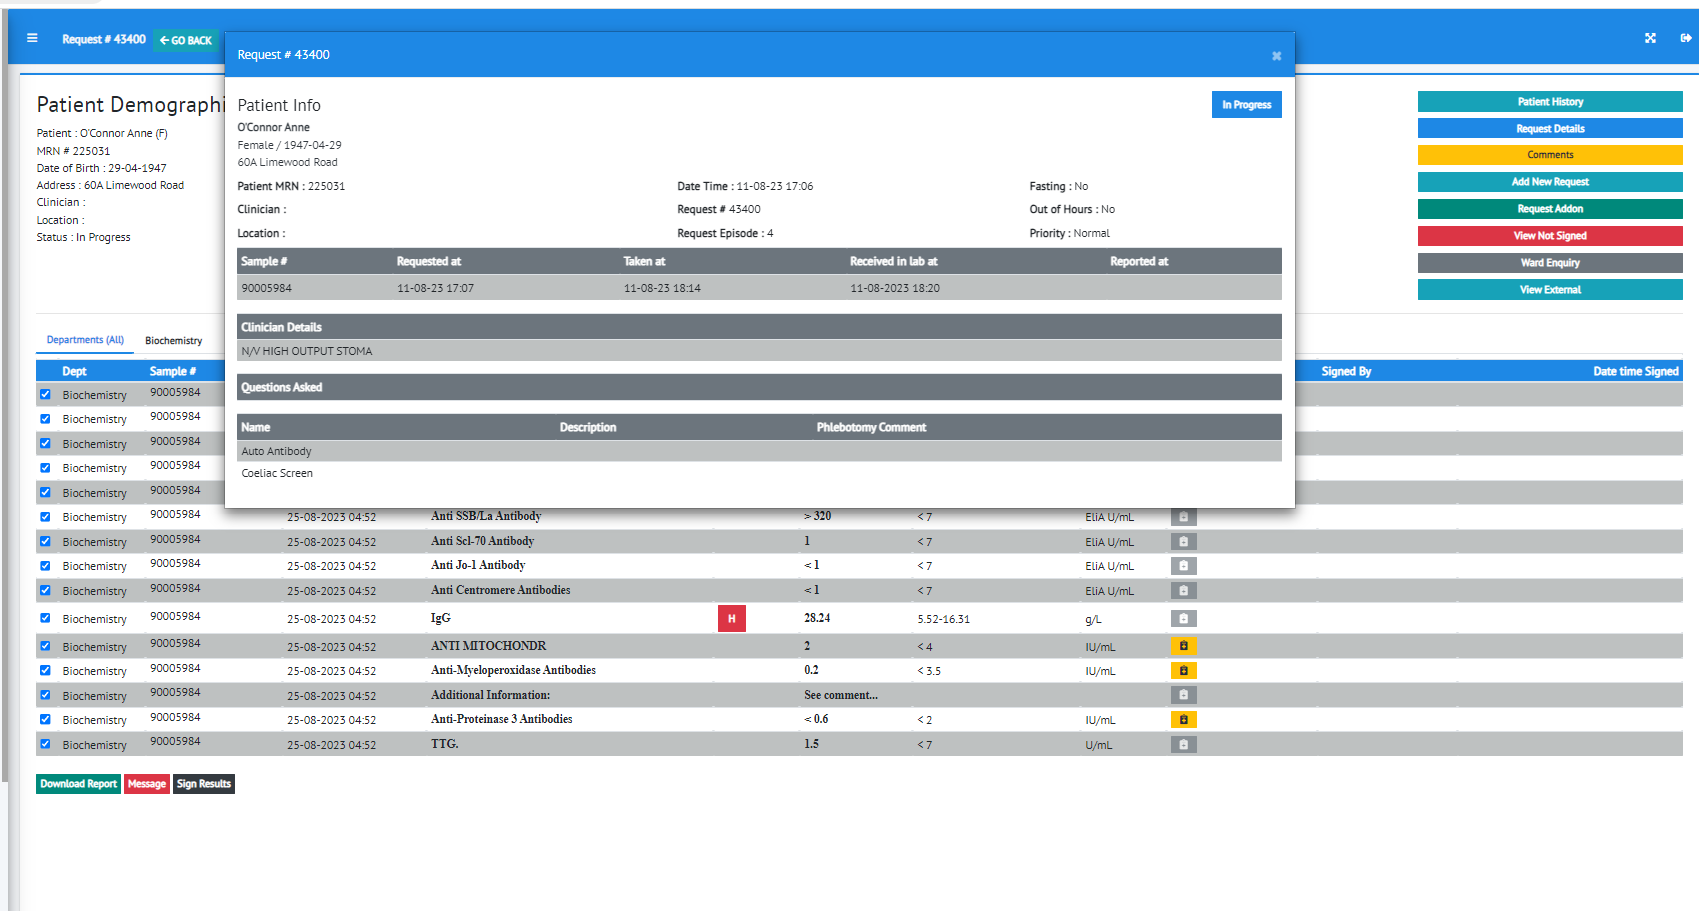 Request # 43400 GO BACK
Request # 43400
Patient Demographi
Patient : O'Connor Anne (F)
MRN # 225031
Date of Birth : 29-04-1947
Address : 60A Limewood Road
Clinician :
Location :
Status : In Progress
Patient Info
In Progress
O'Connor Anne
Female / 1947-04-29
60A Limewood Road
Patient MRN : 225031 Date Time : 11-08-23 17:06 Fasting : No
Clinician : Request # 43400 Out of Hours : No
Location : Request Episode : 4 Priority : Normal
Sample # Requested at Taken at Received in lab at Reported at
90005984 11-08-23 17:07 11-08-23 18:14 11-08-2023 18:20
Clinician Details
N/V HIGH OUTPUT STOMA
Questions Asked
Name Description Phlebotomy Comment
Auto Antibody
Coeliac Screen
Patient History
Request Details
Comments
Add New Request
Request Addon
View Not Signed
Ward Enquiry
View External
Departments (All) Biochemistry
Dept Sample # Signed By Date time Signed
Biochemistry 90005984
Biochemistry 90005984
Biochemistry 90005984
Biochemistry 90005984
Biochemistry 90005984
Biochemistry 90005984 25-08-2023 04:52 Anti SSB/La Antibody > 320 < 7 EliA U/mL
Biochemistry 90005984 25-08-2023 04:52 Anti Scl-70 Antibody 1 < 7 EliA U/mL
Biochemistry 90005984 25-08-2023 04:52 Anti Jo-1 Antibody < 1 < 7 EliA U/mL
Biochemistry 90005984 25-08-2023 04:52 Anti Centromere Antibodies < 1 < 7 EliA U/mL
Biochemistry 90005984 25-08-2023 04:52 IgG H 28.24 5.52-16.31 g/L
Biochemistry 90005984 25-08-2023 04:52 ANTI MITOCHONDR 2 < 4 IU/mL
Biochemistry 90005984 25-08-2023 04:52 Anti-Myeloperoxidase Antibodies 0.2 < 3.5 IU/mL
Biochemistry 90005984 25-08-2023 04:52 Additional Information: See comment...
Biochemistry 90005984 25-08-2023 04:52 Anti-Proteinase 3 Antibodies < 0.6 < 2 IU/mL
Biochemistry 90005984 25-08-2023 04:52 TTG. 1.5 < 7 U/mL
Download Report Message Sign Results